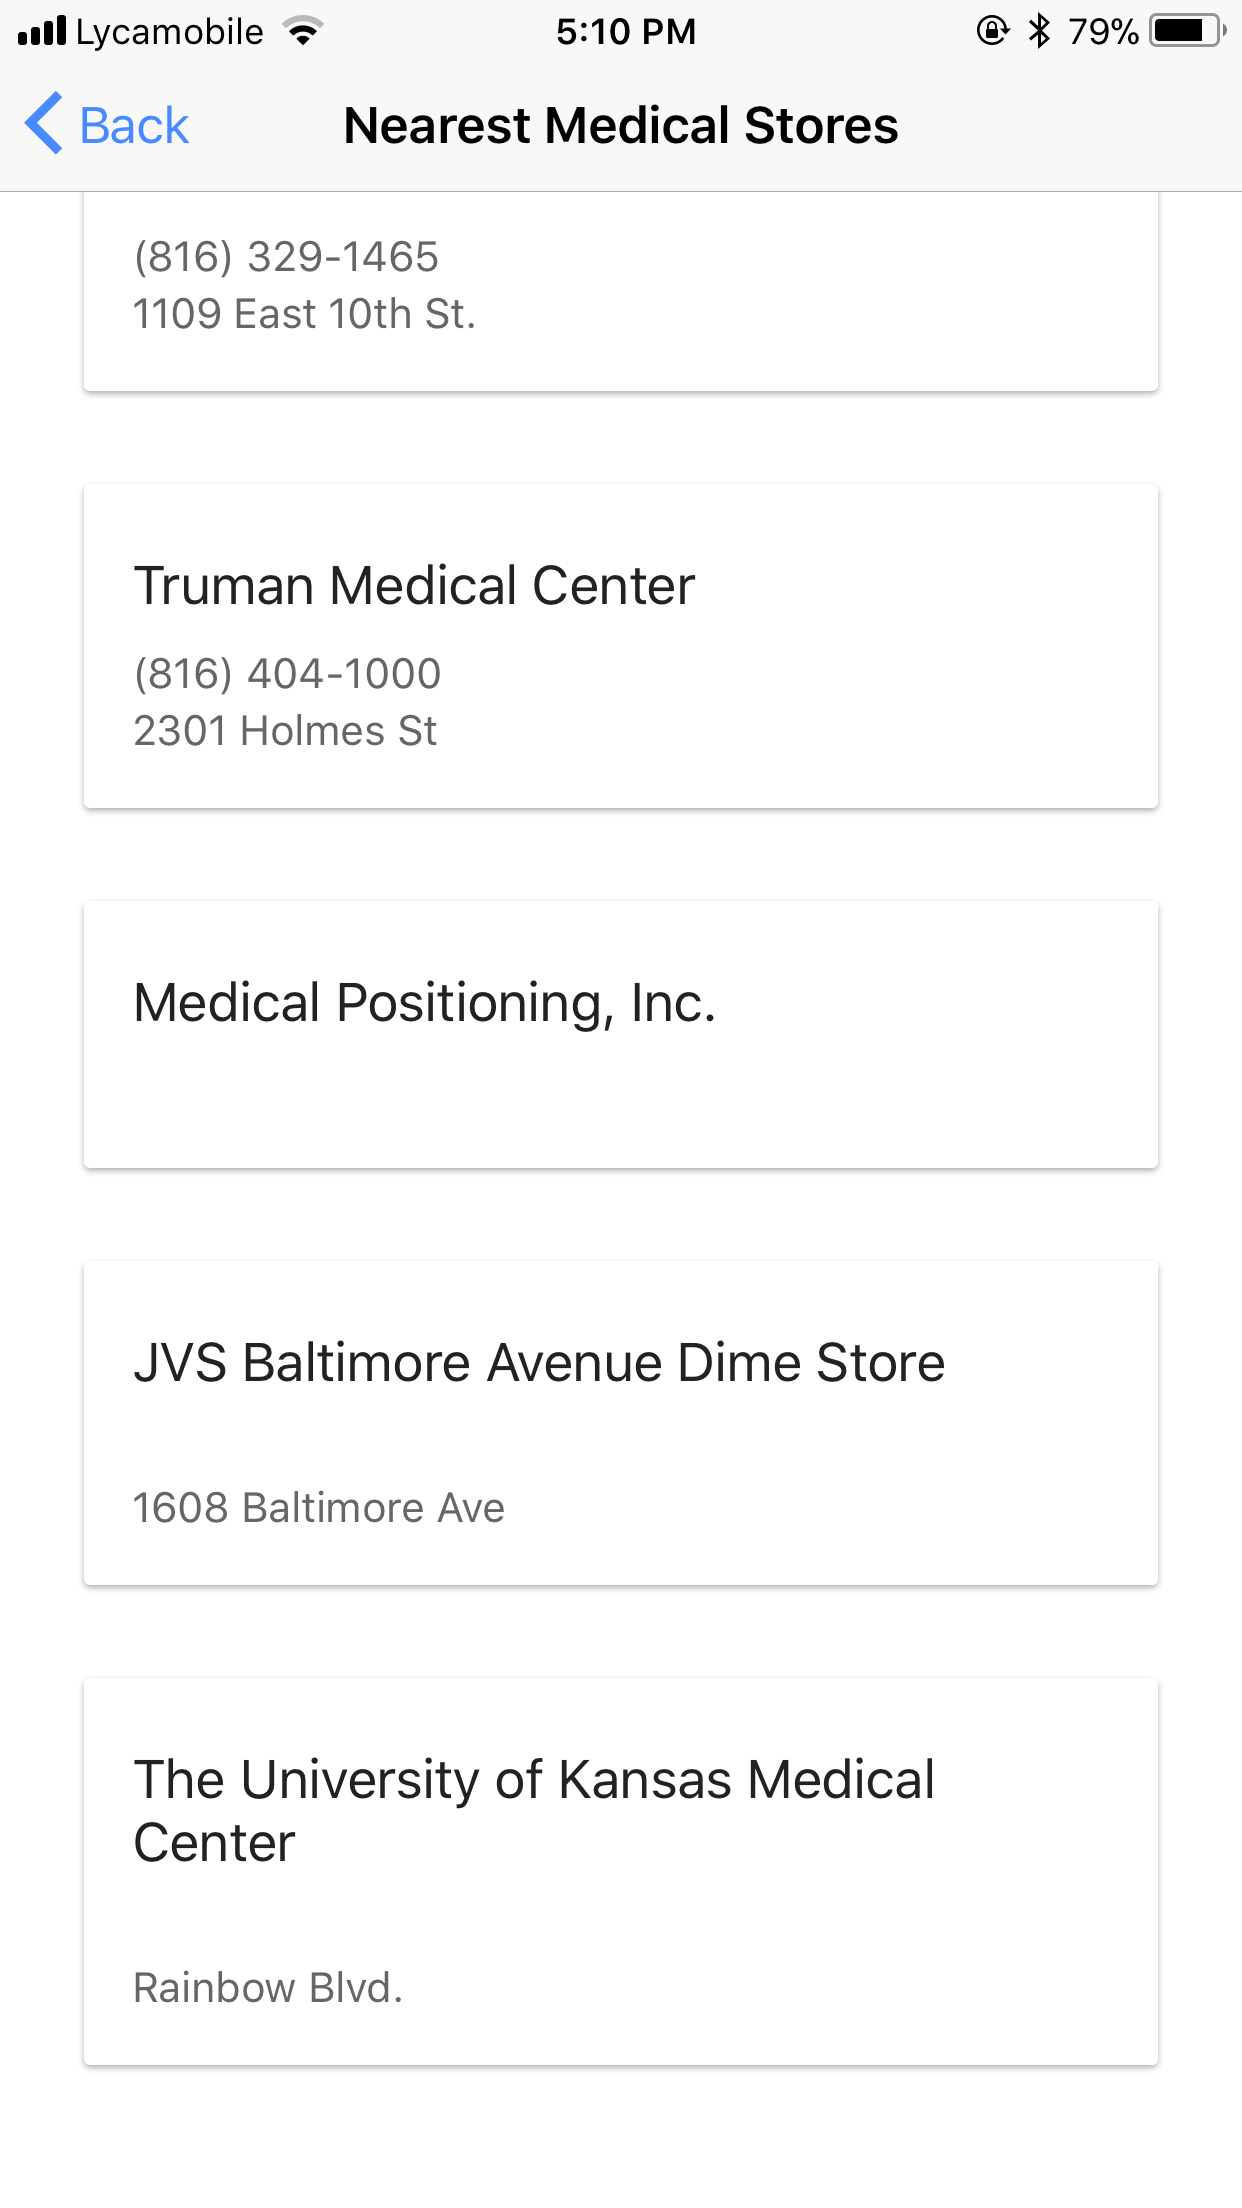 Lycamobile 5:10 PM 79%
Back Nearest Medical Stores
(816) 329-1465
1109 East 10th St.
Truman Medical Center
(816) 404-1000
2301 Holmes St
Medical Positioning, Inc.
JVS Baltimore Avenue Dime Store
1608 Baltimore Ave
The University of Kansas Medical
Center
Rainbow Blvd.